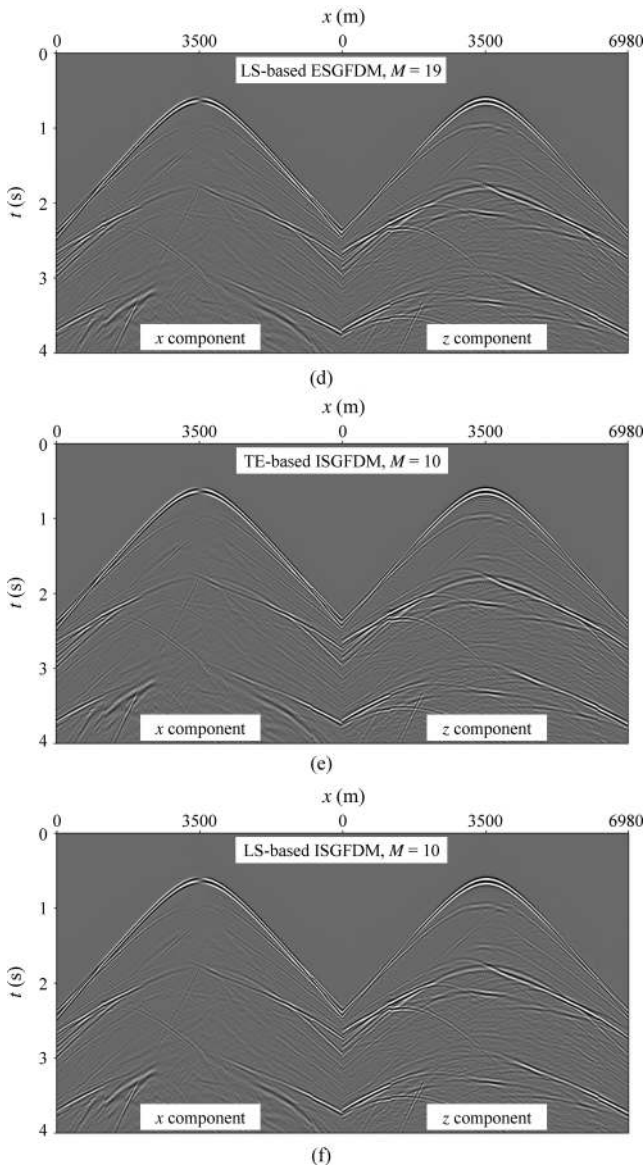 x (m)
0 3500 0 3500 6980
0
LS-based ESGFDM, M = 19
1
t (s)
2
3
x component z component
4
(d)
x (m)
0 3500 0 3500 6980
0
TE-based ISGFDM, M = 10
1
t (s)
2
3
x component z component
4
(e)
x (m)
0 3500 0 3500 6980
0
LS-based ISGFDM, M = 10
1
t (s)
2
3
x component z component
4
(f)